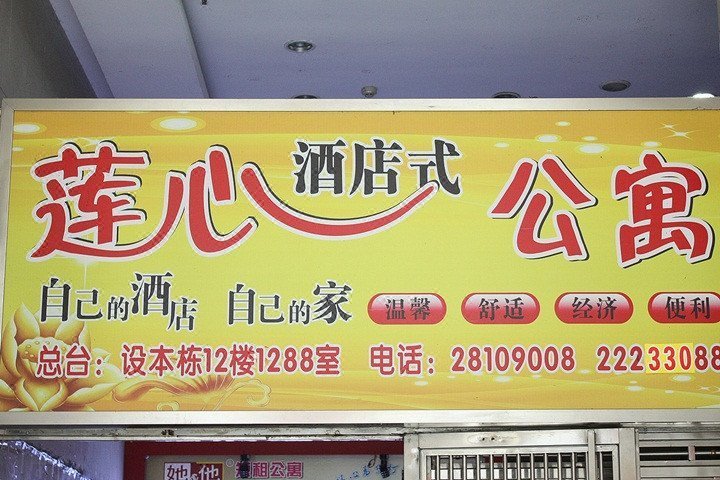 莲心酒店式公寓
自己的酒店 自己的家 温馨 舒适 经济 便利
总台：设本栋12楼1288室 电话：28109008 22233088
她&他 租公寓